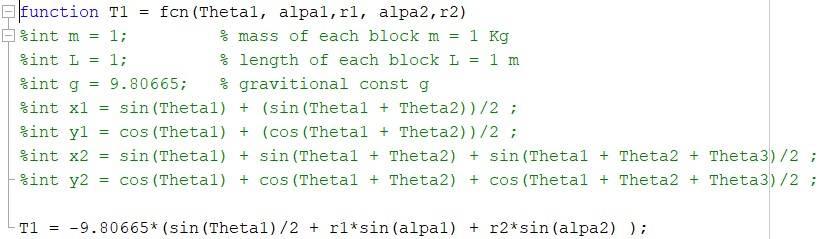 function T1 = fcn(Theta1, alpa1,r1, alpa2,r2)
%int m = 1;         % mass of each block m = 1 Kg
%int L = 1;         % length of each block L = 1 m
%int g = 9.80665;   % gravitional const g
%int x1 = sin(Theta1) + (sin(Theta1 + Theta2))/2 ;
%int y1 = cos(Theta1) + (cos(Theta1 + Theta2))/2 ;
%int x2 = sin(Theta1) + sin(Theta1 + Theta2) + sin(Theta1 + Theta2 + Theta3)/2 ;
%int y2 = cos(Theta1) + cos(Theta1 + Theta2) + cos(Theta1 + Theta2 + Theta3)/2 ;
T1 = -9.80665*(sin(Theta1)/2 + r1*sin(alpa1) + r2*sin(alpa2) );